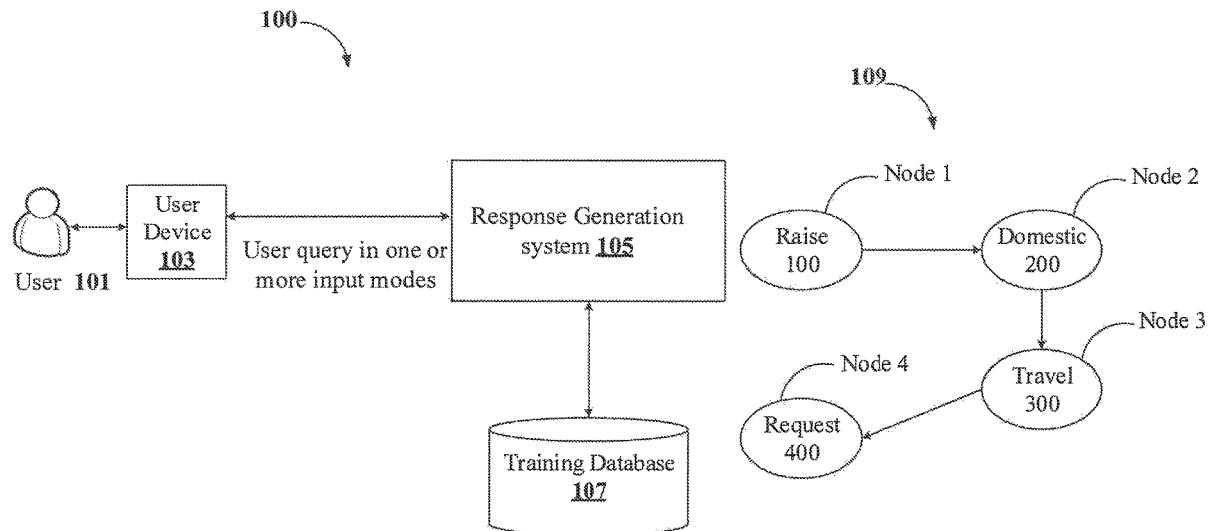 100
109
User
Device
103
User 101
User query in one or
more input modes
Response Generation
system 105
Training Database
107
Node 1
Raise
100
Node 2
Domestic
200
Node 3
Travel
300
Node 4
Request
400